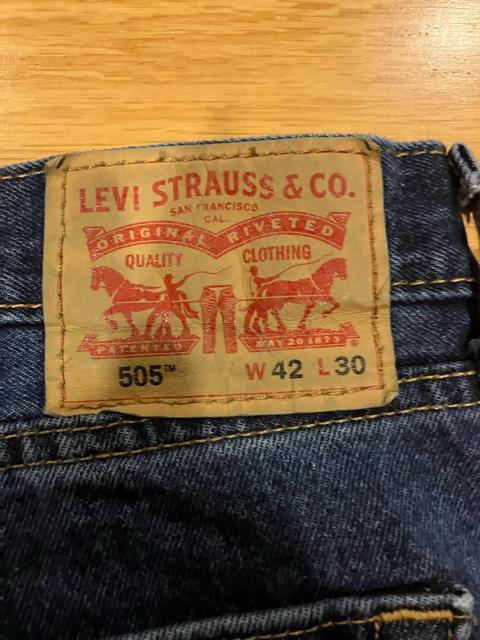 LEVI STRAUSS & CO.
SAN FRANCISCO
CAL.
ORIGINAL RIVETED
QUALITY CLOTHING
PATENTED MAY 20 1873 ®
505™ W 42 L 30